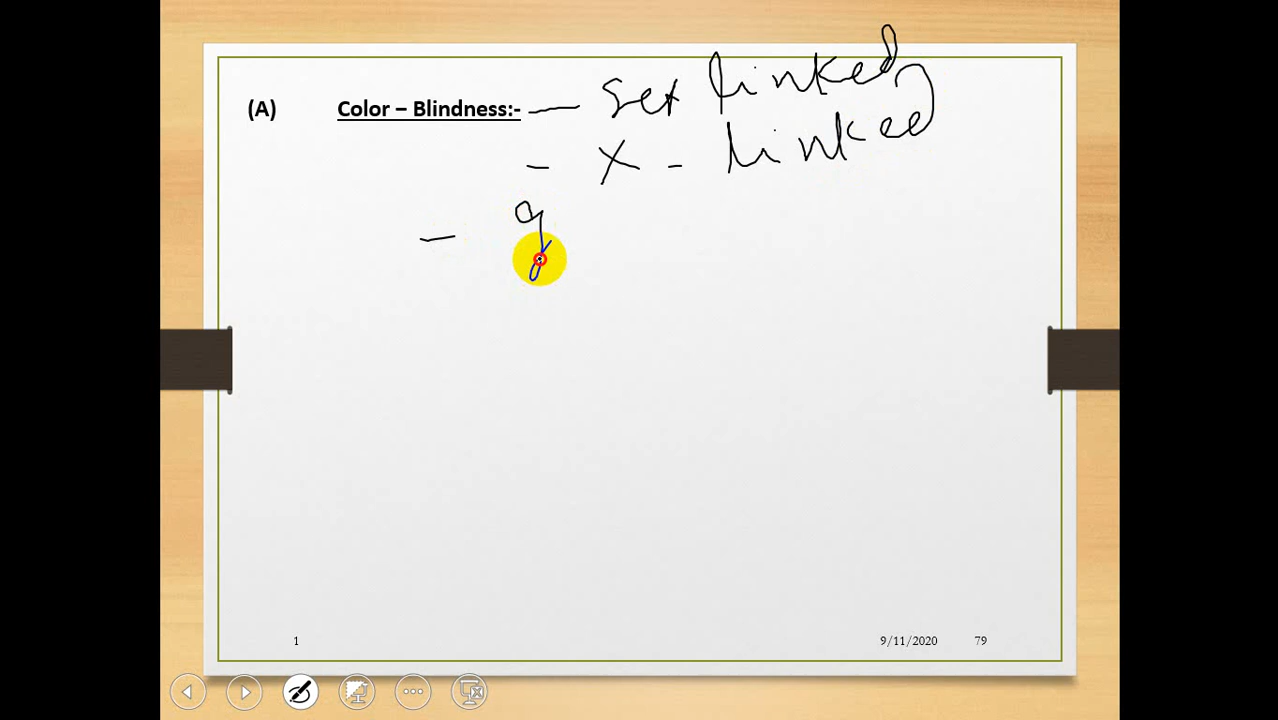 (A) Color – Blindness:- — Sex linked
- X - linked
— g
1 9/11/2020 79